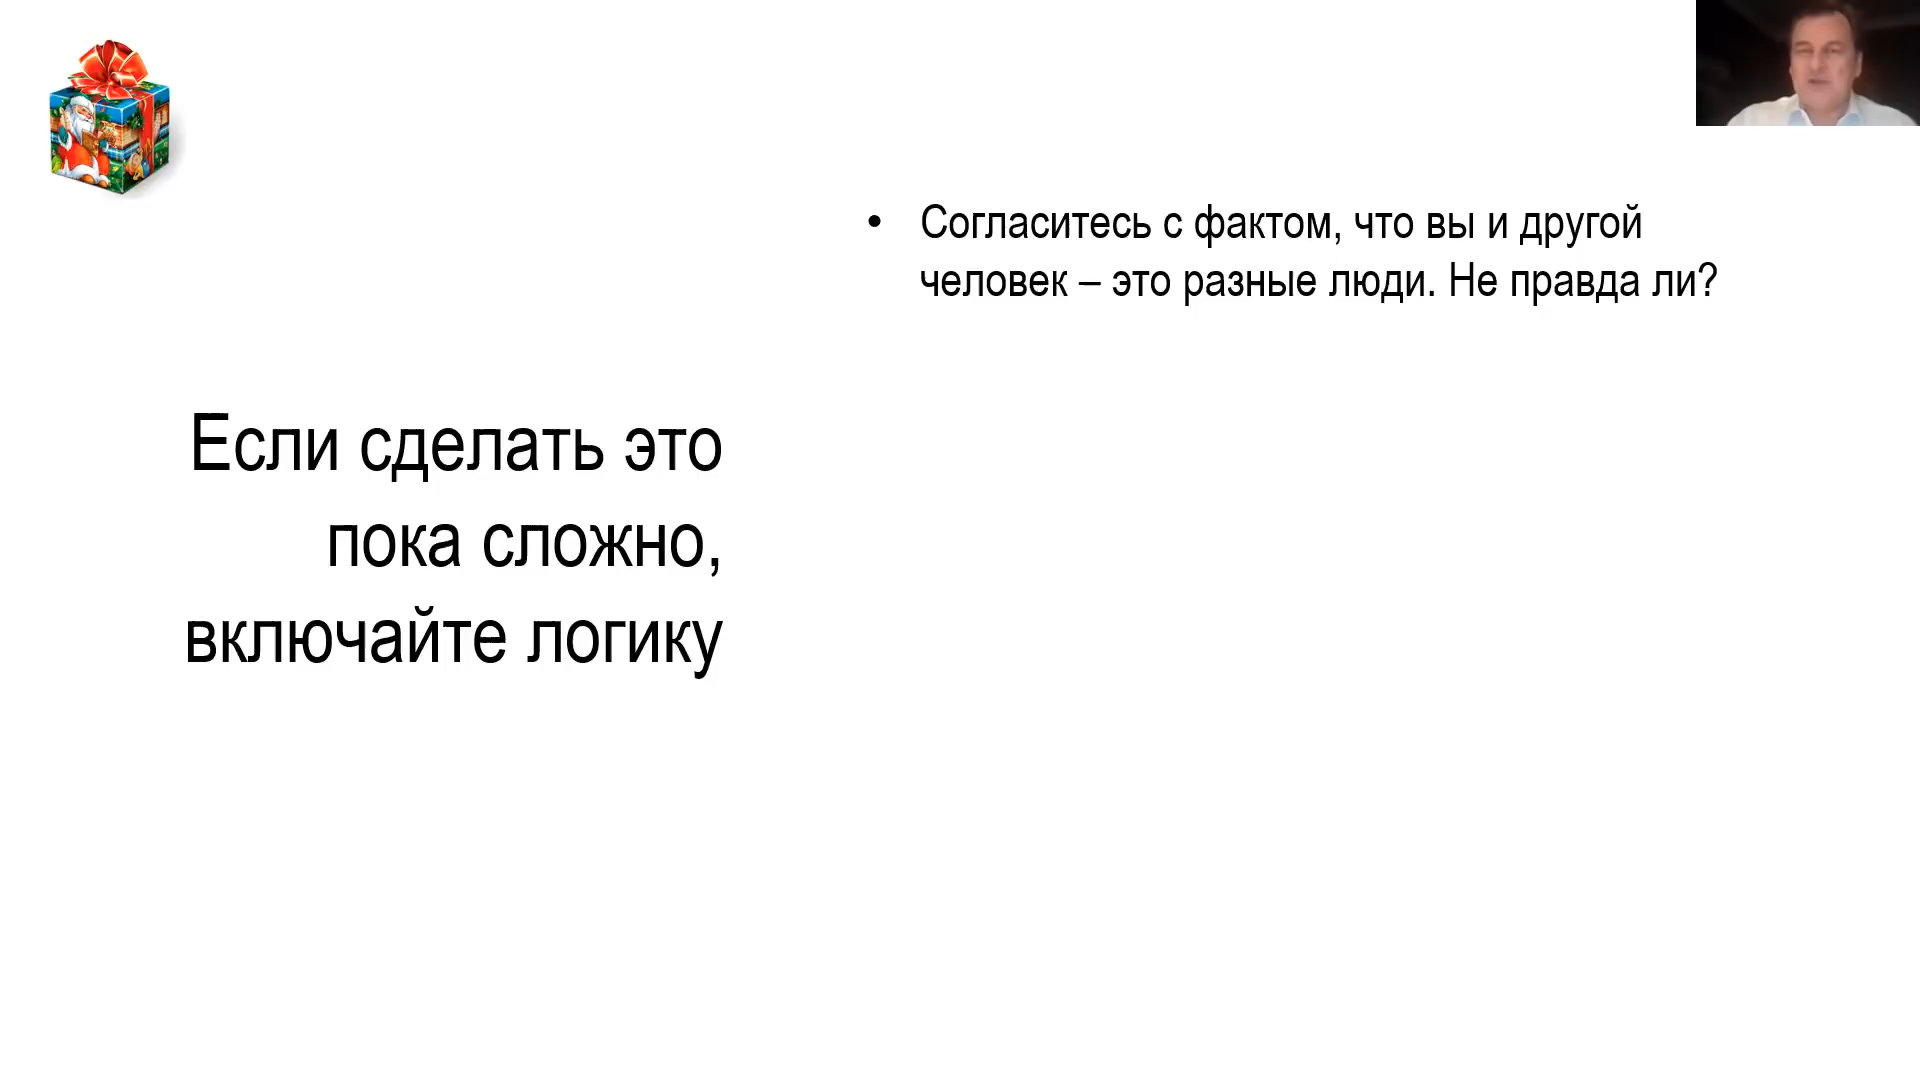 Согласитесь с фактом, что вы и другой
человек – это разные люди. Не правда ли?
Если сделать это
пока сложно,
включайте логику